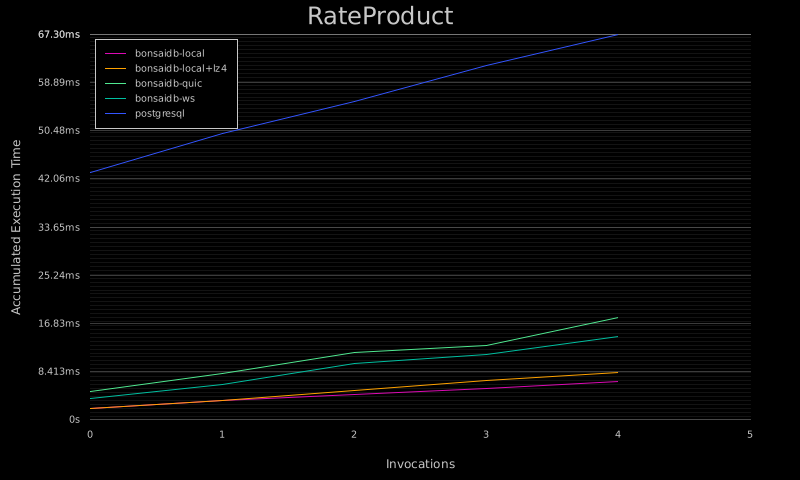 RateProduct
67.30ms
58.89ms
50.48ms
42.06ms
33.65ms
25.24ms
16.83ms
8.413ms
0s
Accumulated Execution Time
bonsaidb-local
bonsaidb-local+lz4
bonsaidb-quic
bonsaidb-ws
postgresql
0 1 2 3 4 5
Invocations